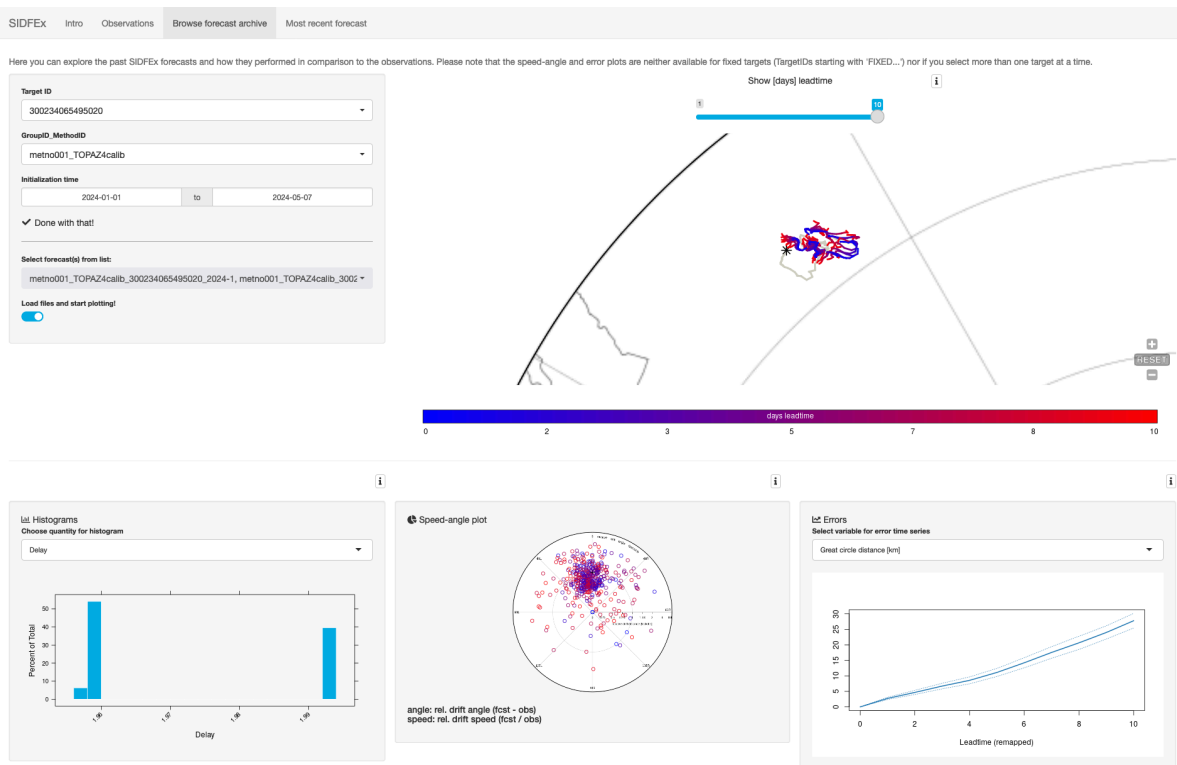 SIDFEx Intro Observations Browse forecast archive Most recent forecast
Here you can explore the past SIDFEx forecasts and how they performed in comparison to the observations. Please note that the speed-angle and error plots are neither available for fixed targets (TargetIDs starting with 'FIXED...') nor if you select more than one target at a time.
Target ID
300234065495020
GroupID_MethodID
metno001_TOPAZ4calib
Initialization time
2024-01-01 to 2024-05-07
Done with that!
Select forecast(s) from list:
metno001_TOPAZ4calib_300234065495020_2024-1, metno001_TOPAZ4calib_3002
Load files and start plotting!
Show [days] leadtime
i
1 10
+
RESET
−
days leadtime
0 2 3 5 7 8 10
i
i
i
Histograms
Choose quantity for histogram
Delay
Percent of Total
50
40
30
20
10
0
1.96 1.97 1.98 1.99
Delay
Speed-angle plot
angle: rel. drift angle (fcst - obs)
speed: rel. drift speed (fcst / obs)
Errors
Select variable for error time series
Great circle distance [km]
30
25
20
15
10
5
0
0 2 4 6 8 10
Leadtime (remapped)